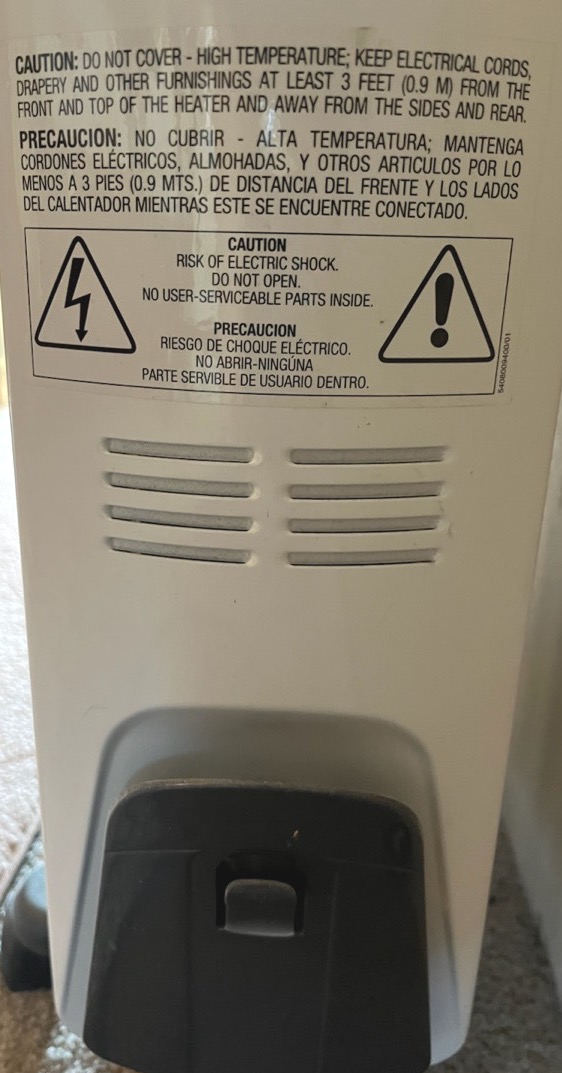 CAUTION: DO NOT COVER - HIGH TEMPERATURE; KEEP ELECTRICAL CORDS,
DRAPERY AND OTHER FURNISHINGS AT LEAST 3 FEET (0.9 M) FROM THE
FRONT AND TOP OF THE HEATER AND AWAY FROM THE SIDES AND REAR.
PRECAUCION: NO CUBRIR - ALTA TEMPERATURA; MANTENGA
CORDONES ELÉCTRICOS, ALMOHADAS, Y OTROS ARTICULOS POR LO
MENOS A 3 PIES (0.9 MTS.) DE DISTANCIA DEL FRENTE Y LOS LADOS
DEL CALENTADOR MIENTRAS ESTE SE ENCUENTRE CONECTADO.
CAUTION
RISK OF ELECTRIC SHOCK.
DO NOT OPEN.
NO USER-SERVICEABLE PARTS INSIDE.
PRECAUCION
RIESGO DE CHOQUE ELÉCTRICO.
NO ABRIR-NINGÚNA
PARTE SERVIBLE DE USUARIO DENTRO.
5408009400/01